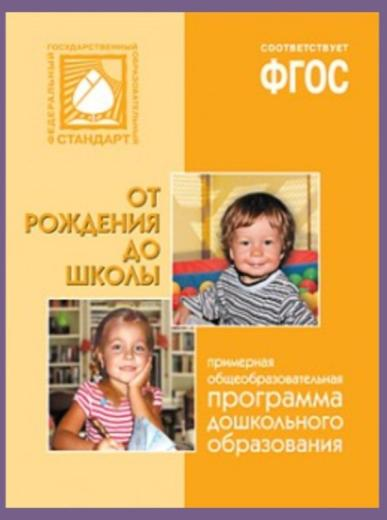 ФЕДЕРАЛЬНЫЙ
ГОСУДАРСТВЕННЫЙ
ОБРАЗОВАТЕЛЬНЫЙ
СТАНДАРТ
СООТВЕТСТВУЕТ
ФГОС
ОТ
РОЖДЕНИЯ
ДО
ШКОЛЫ
примерная
общеобразовательная
программа
дошкольного
образования